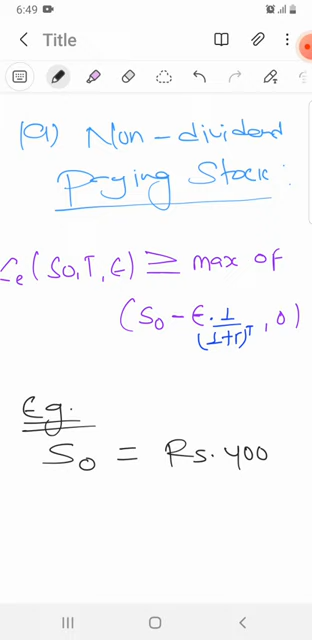 6:49
Title
(a) Non-dividend
Paying Stock:
Ce (S0, T, E) ≥ max of
(S0 - E. 1/(1+r)^T, 0)
Eg.
S0 = Rs. 400